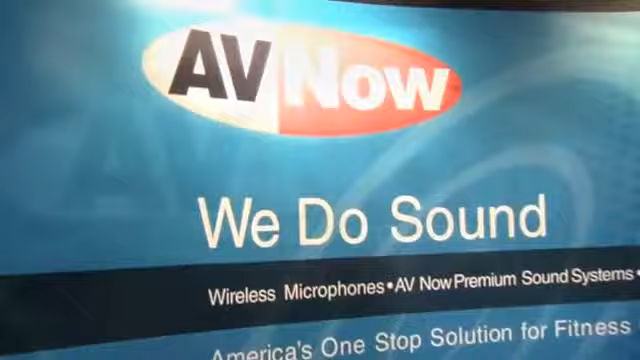 AV Now
We Do Sound
Wireless Microphones•AV Now Premium Sound Systems•
America's One Stop Solution for Fitness